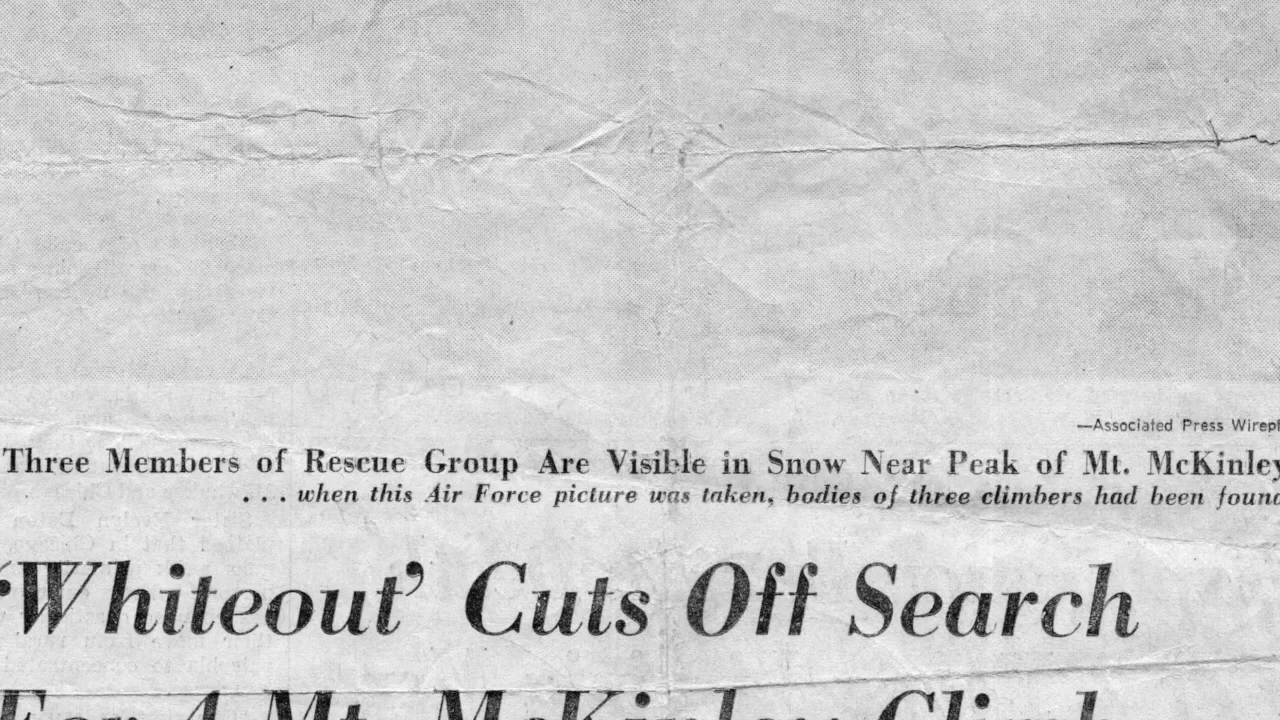 —Associated Press
Three Members of Rescue Group Are Visible in Snow Near Peak of Mt. McKinley
. . . when this Air Force picture was taken, bodies of three climbers had been found
‘Whiteout’ Cuts Off Search
For 4 Mt. McKinley